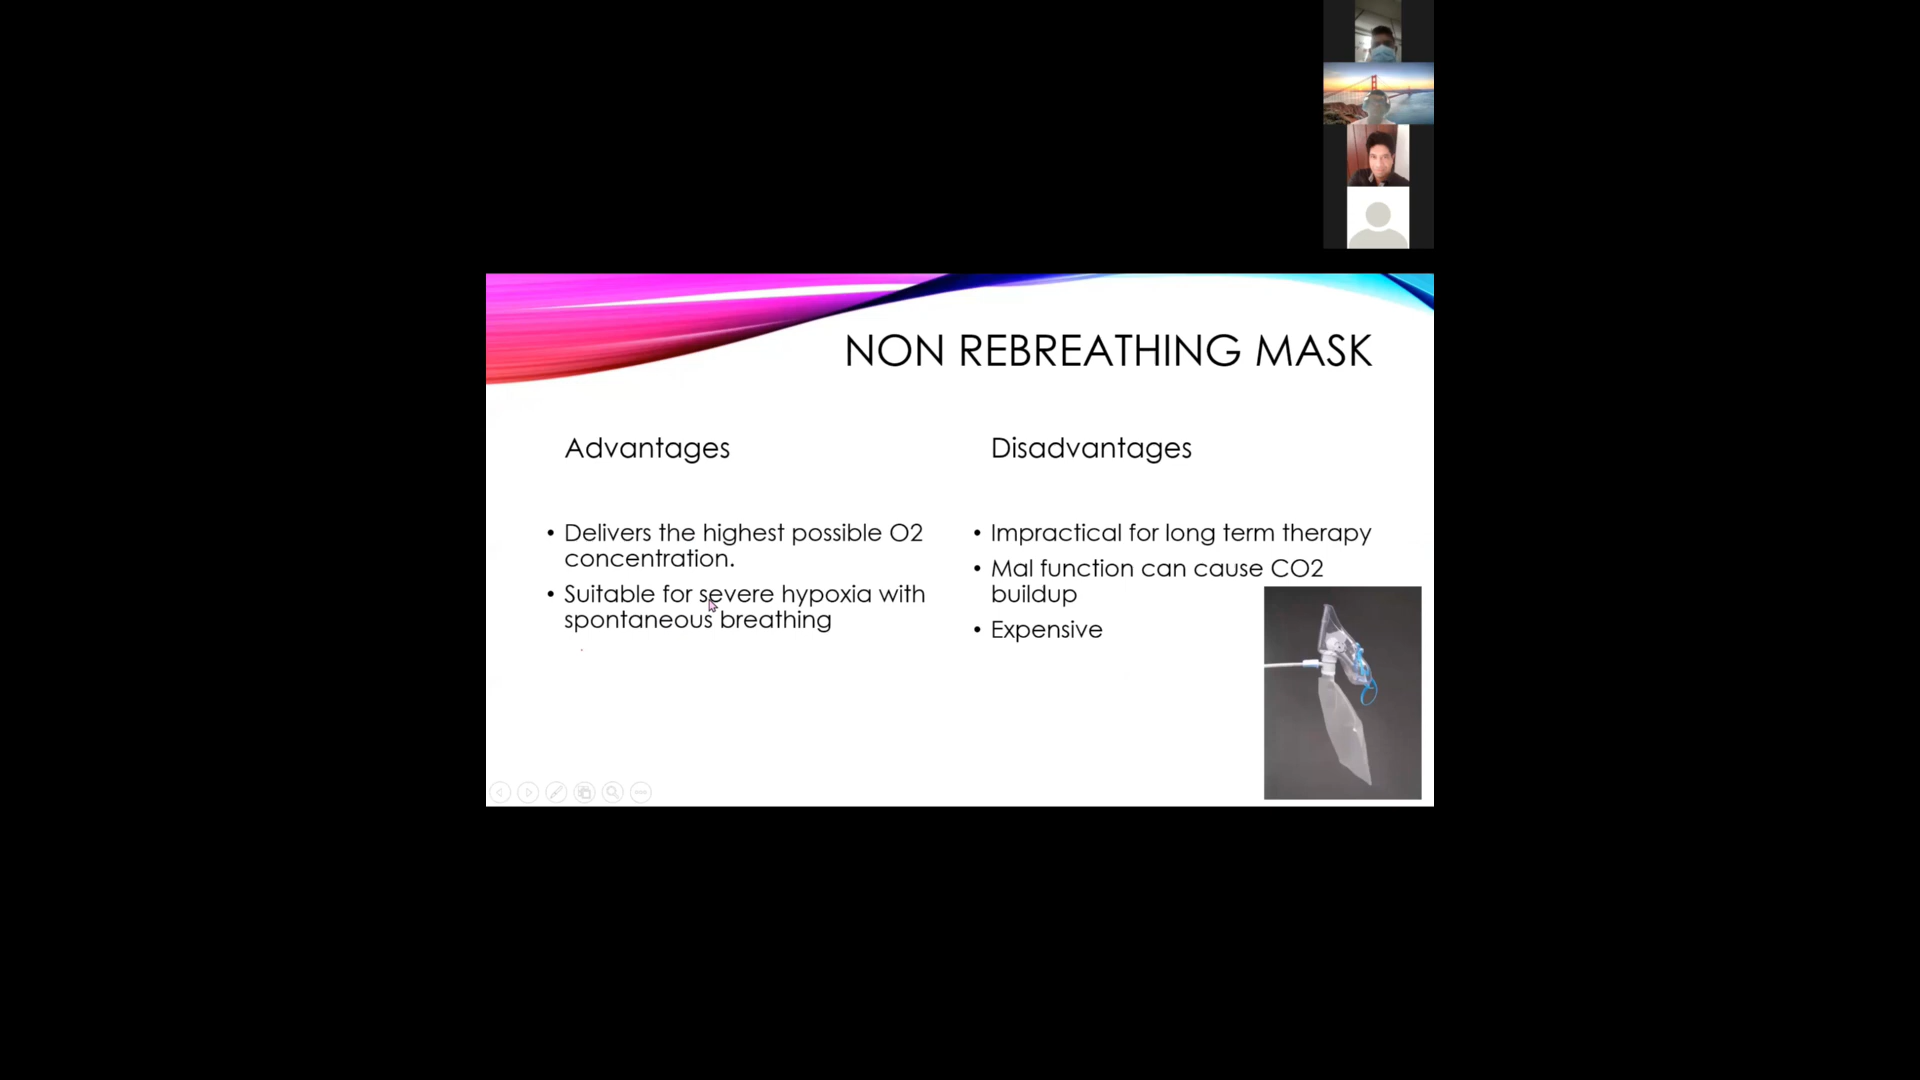 NON REBREATHING MASK
Advantages
• Delivers the highest possible O2
concentration.
• Suitable for severe hypoxia with
spontaneous breathing
Disadvantages
• Impractical for long term therapy
• Mal function can cause CO2
buildup
• Expensive